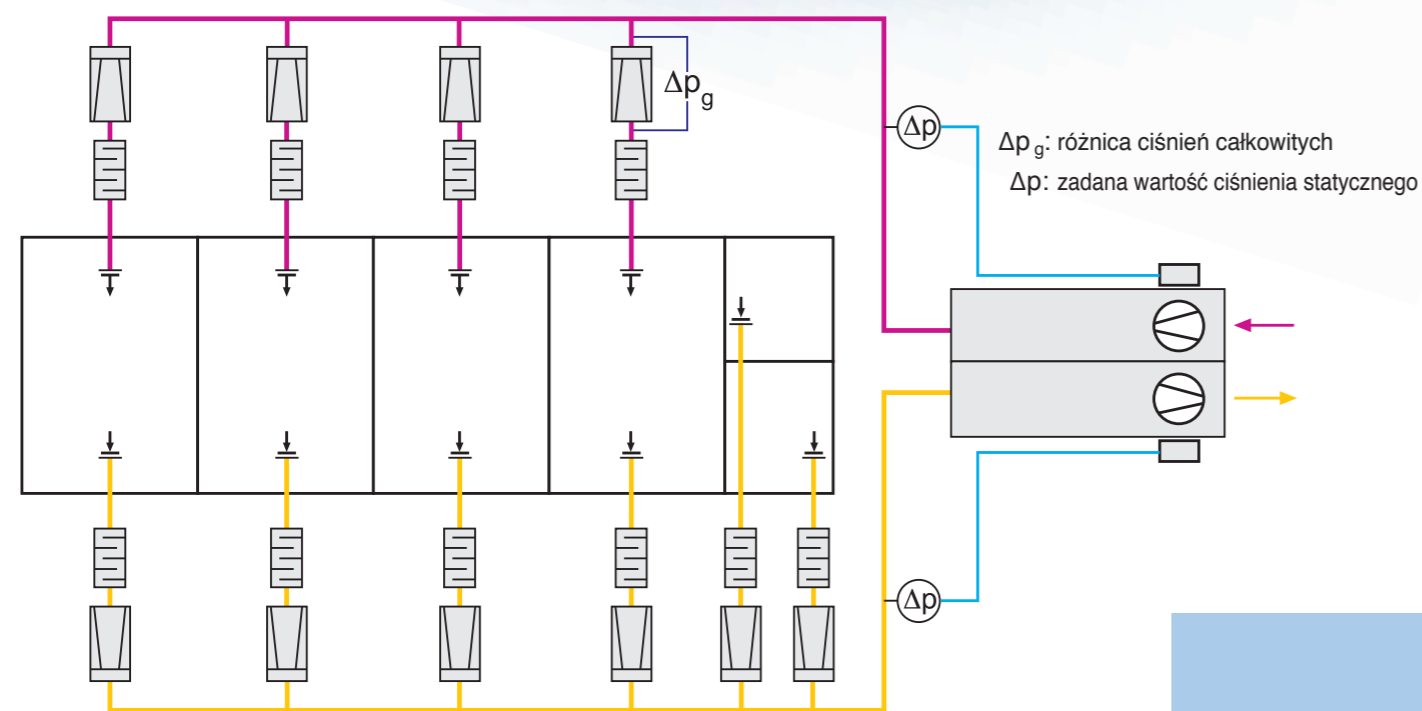 Δp g
Δp
Δp g: różnica ciśnień całkowitych
Δp: zadana wartość ciśnienia statycznego
Δp